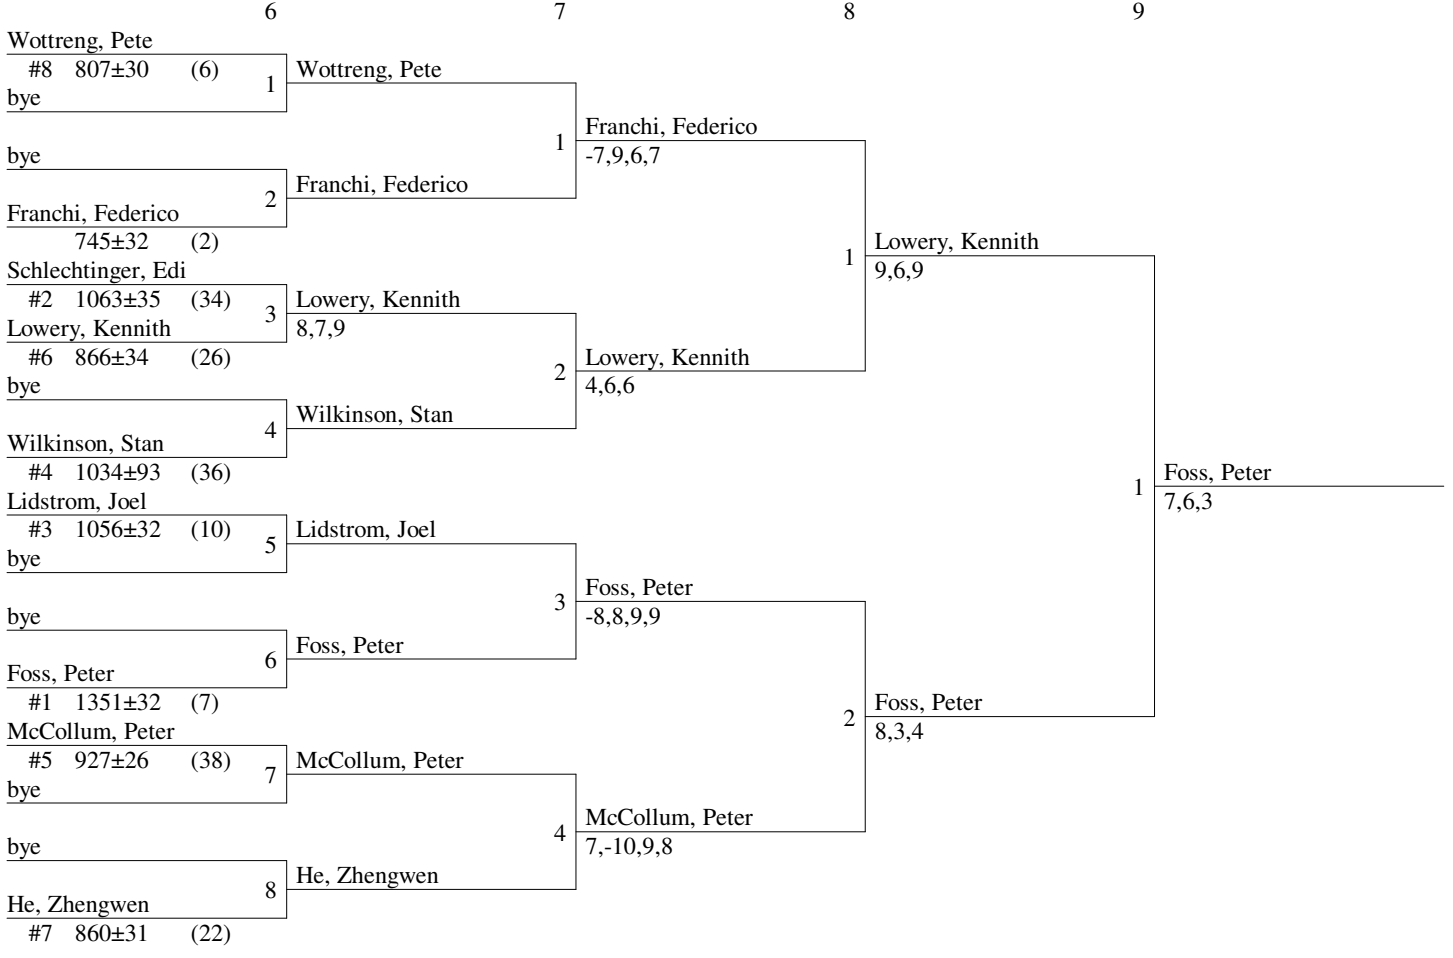 6 7 8 9
Wottreng, Pete
#8 807±30 (6)
bye
1
Wottreng, Pete
bye
Franchi, Federico
745±32 (2)
2
Franchi, Federico
Schlechtinger, Edi
#2 1063±35 (34)
Lowery, Kennith
#6 866±34 (26)
3
Lowery, Kennith
8,7,9
bye
Wilkinson, Stan
#4 1034±93 (36)
4
Wilkinson, Stan
Lidstrom, Joel
#3 1056±32 (10)
bye
5
Lidstrom, Joel
bye
Foss, Peter
#1 1351±32 (7)
6
Foss, Peter
McCollum, Peter
#5 927±26 (38)
bye
7
McCollum, Peter
bye
He, Zhengwen
#7 860±31 (22)
8
He, Zhengwen
1
Franchi, Federico
-7,9,6,7
2
Lowery, Kennith
4,6,6
3
Foss, Peter
-8,8,9,9
4
McCollum, Peter
7,-10,9,8
1
Lowery, Kennith
9,6,9
2
Foss, Peter
8,3,4
1
Foss, Peter
7,6,3